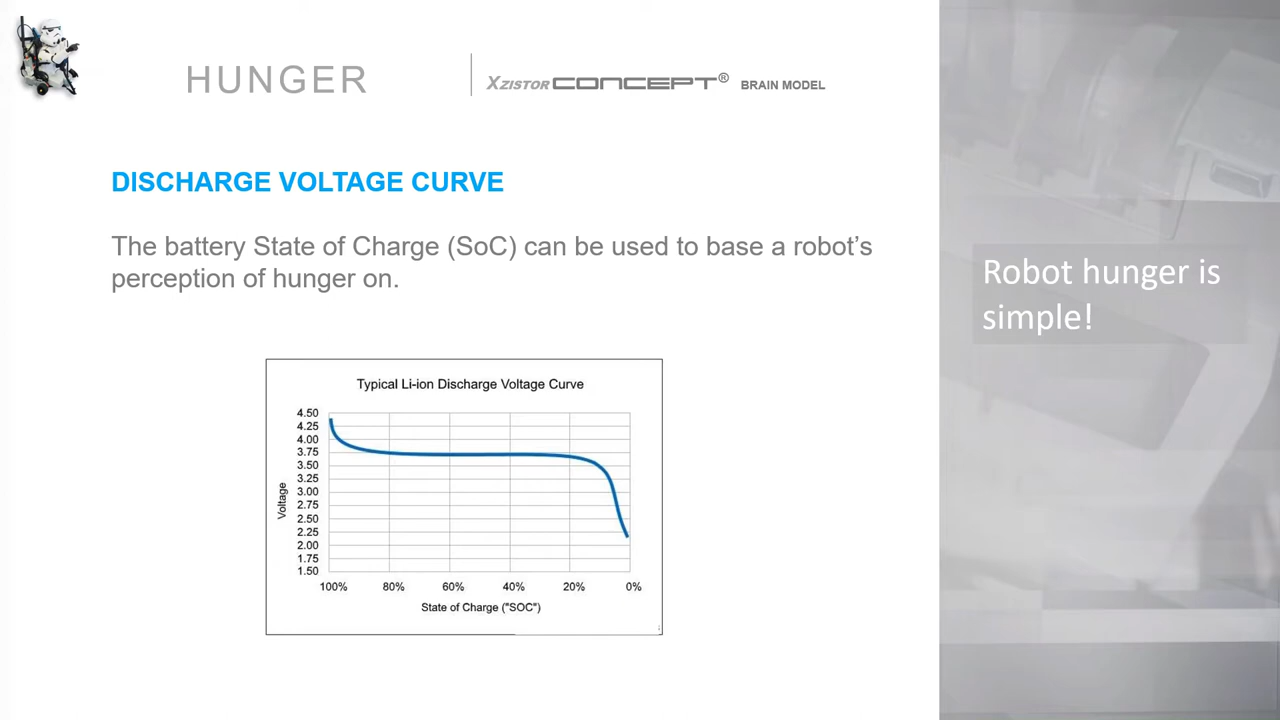 HUNGER
XZISTOR CONCEPT® BRAIN MODEL
DISCHARGE VOLTAGE CURVE
The battery State of Charge (SoC) can be used to base a robot’s
perception of hunger on.
Robot hunger is
simple!
Typical Li-ion Discharge Voltage Curve
4.50
4.25
4.00
3.75
3.50
3.25
3.00
2.75
2.50
2.25
2.00
1.75
1.50
Voltage
100% 80% 60% 40% 20% 0%
State of Charge ("SOC")